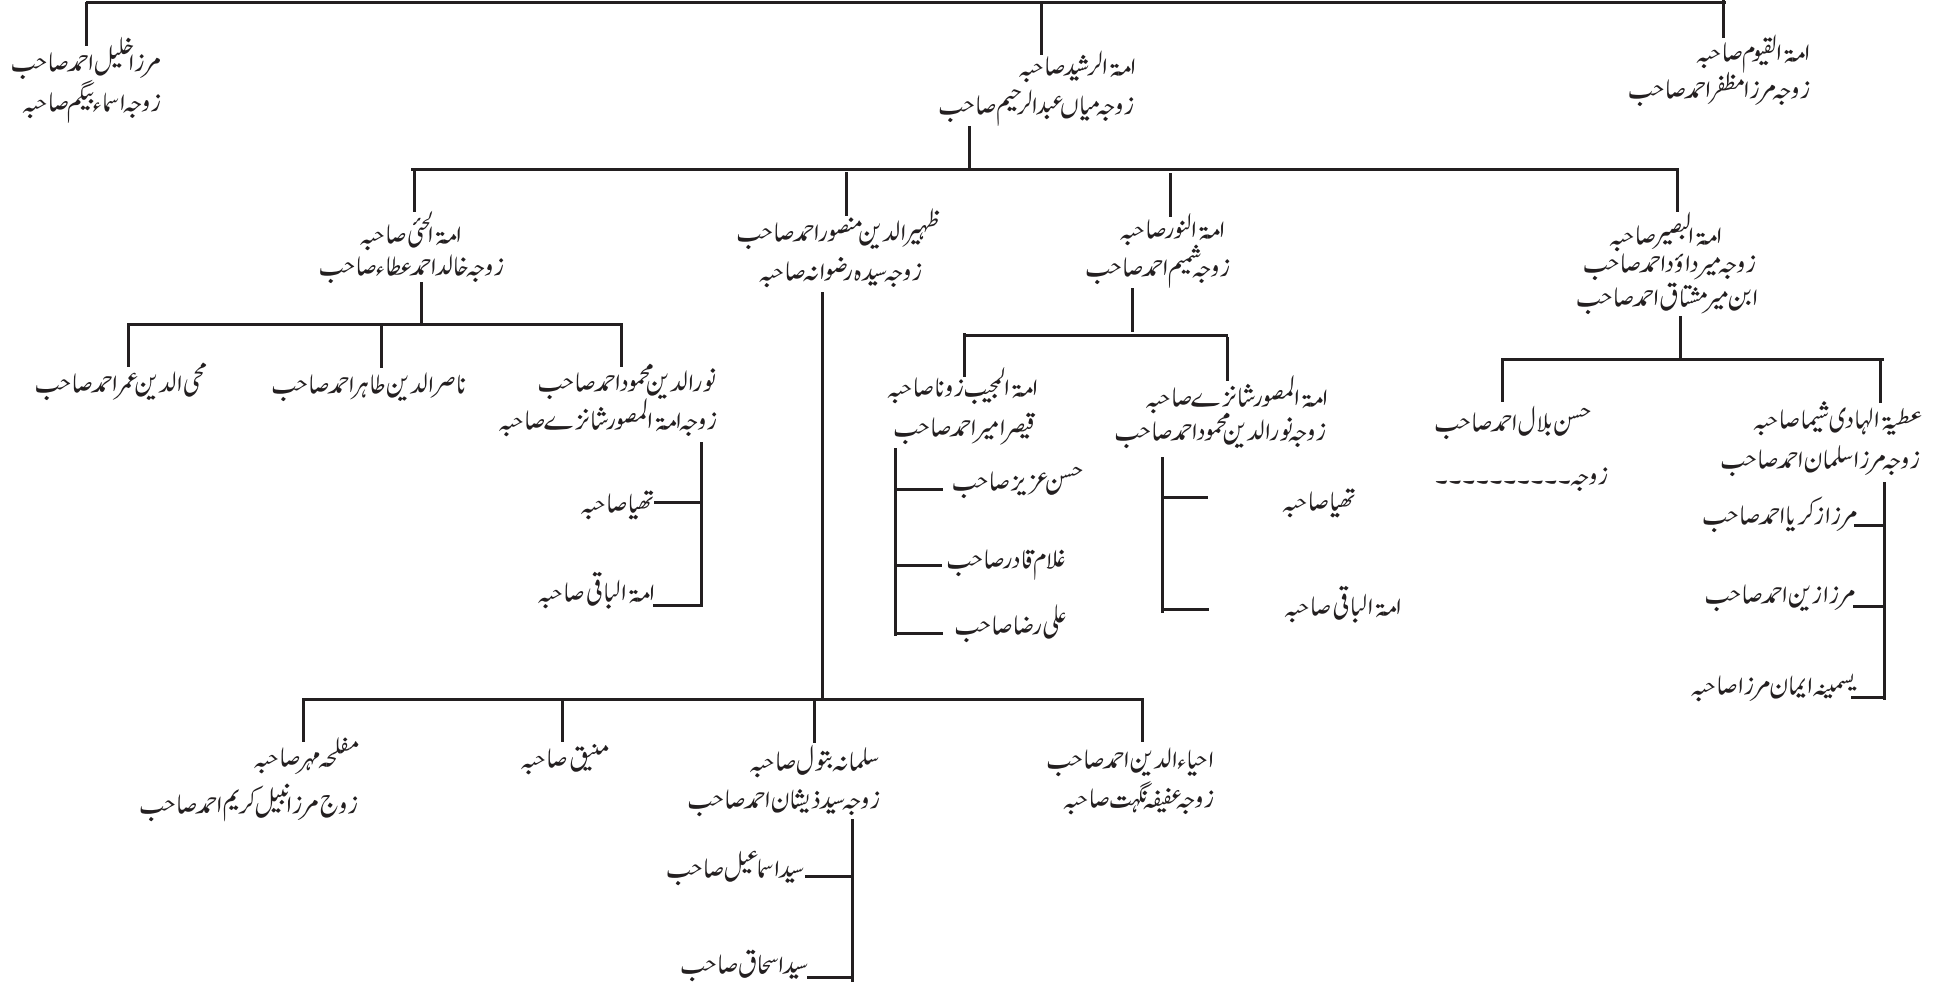 امۃ القیوم صاحبہ
زوجہ مرزا مظفر احمد صاحب
امۃ الرشید صاحبہ
زوجہ میاں عبدالرحیم صاحب
مرزا خلیل احمد صاحب
زوجہ اسماء بیگم صاحبہ
امۃ البصیر صاحبہ
زوجہ میر داؤد احمد صاحب
ابن میر مشتاق احمد صاحب
امۃ النور صاحبہ
زوجہ شمیم احمد صاحب
ظہیر الدین منصور احمد صاحب
زوجہ سیدہ رضوانہ صاحبہ
امۃ الحئی صاحبہ
زوجہ خالد احمد عطاء صاحب
عطیۃ الہادی شیما صاحبہ
زوجہ مرزا سلمان احمد صاحب
مرزا زکریا احمد صاحب
مرزا زین احمد صاحب
یسمینہ ایمان مرزا صاحبہ
حسن بلال احمد صاحب
زوجہ ----------
امۃ المصور شانزے صاحبہ
زوجہ نور الدین محمود احمد صاحب
تھیا صاحبہ
امۃ الباقی صاحبہ
امۃ المجیب زونا صاحبہ
قیصر امیر احمد صاحب
حسن عزیز صاحب
غلام قادر صاحب
علی رضا صاحب
نور الدین محمود احمد صاحب
زوجہ امۃ المصور شانزے صاحبہ
تھیا صاحبہ
امۃ الباقی صاحبہ
ناصر الدین طاہر احمد صاحب
محی الدین عمر احمد صاحب
احیاء الدین احمد صاحب
زوجہ عفیفہ نگہت صاحبہ
سلمانہ بتول صاحبہ
زوجہ سید ذیشان احمد صاحب
سید اسماعیل صاحب
سید اسحاق صاحب
منیق صاحبہ
مفلحہ مہر صاحبہ
زوج مرزا نبیل کریم احمد صاحب